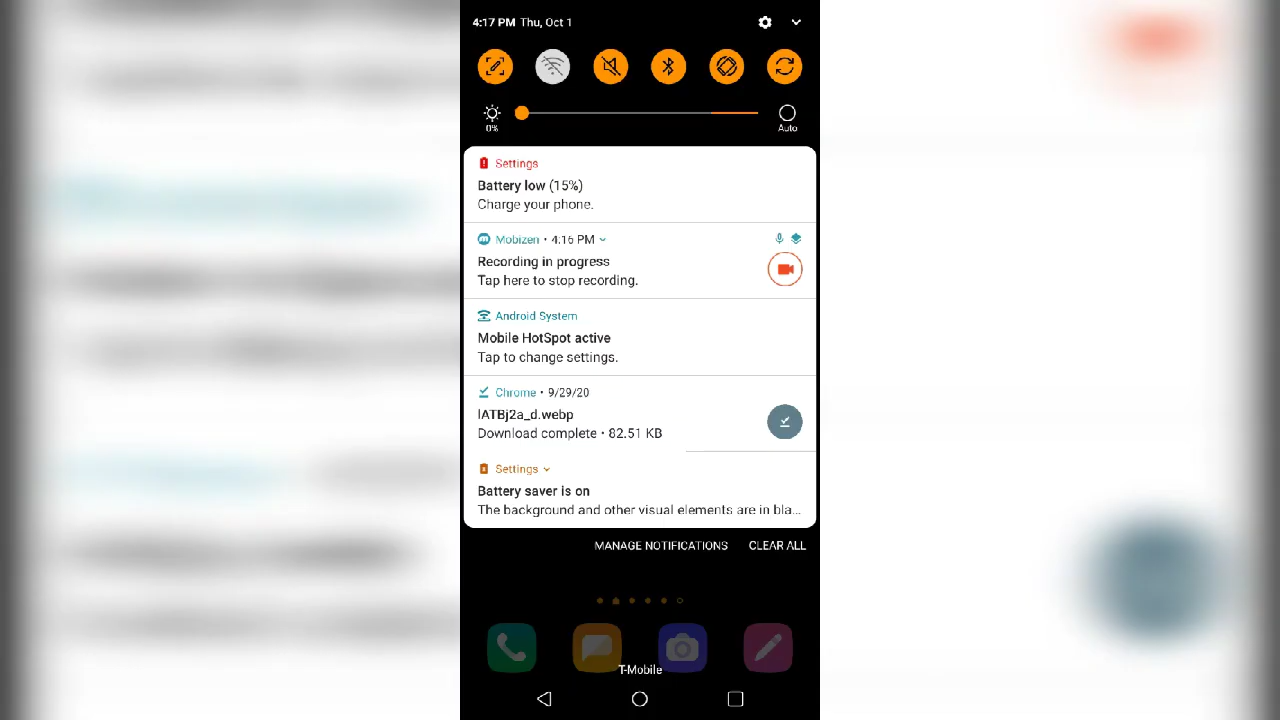 4:17 PM Thu, Oct 1
0%
Auto
Settings
Battery low (15%)
Charge your phone.
Mobizen • 4:16 PM
Recording in progress
Tap here to stop recording.
Android System
Mobile HotSpot active
Tap to change settings.
Chrome • 9/29/20
lATBj2a_d.webp
Download complete • 82.51 KB
Settings
Battery saver is on
The background and other visual elements are in bla...
MANAGE NOTIFICATIONS CLEAR ALL
T-Mobile